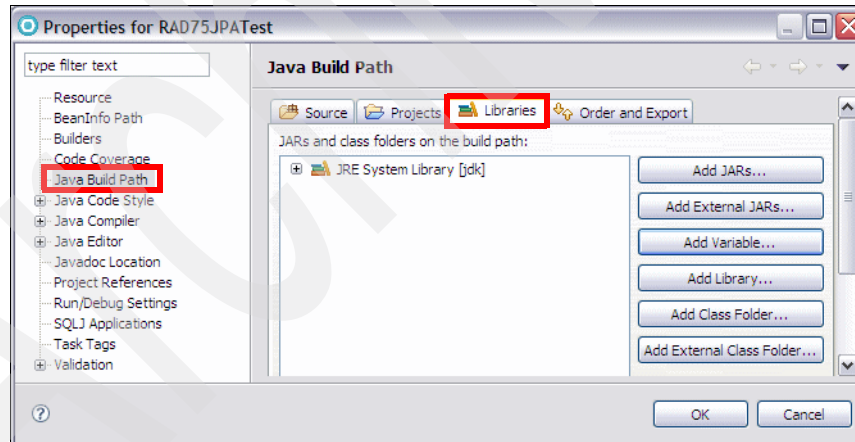 Properties for RAD75JPATest
type filter text
Resource
BeanInfo Path
Builders
Code Coverage
Java Build Path
Java Code Style
Java Compiler
Java Editor
Javadoc Location
Project References
Run/Debug Settings
SQLJ Applications
Task Tags
Validation
Java Build Path
Source Projects Libraries Order and Export
JARs and class folders on the build path:
JRE System Library [jdk]
Add JARs...
Add External JARs...
Add Variable...
Add Library...
Add Class Folder...
Add External Class Folder...
OK Cancel